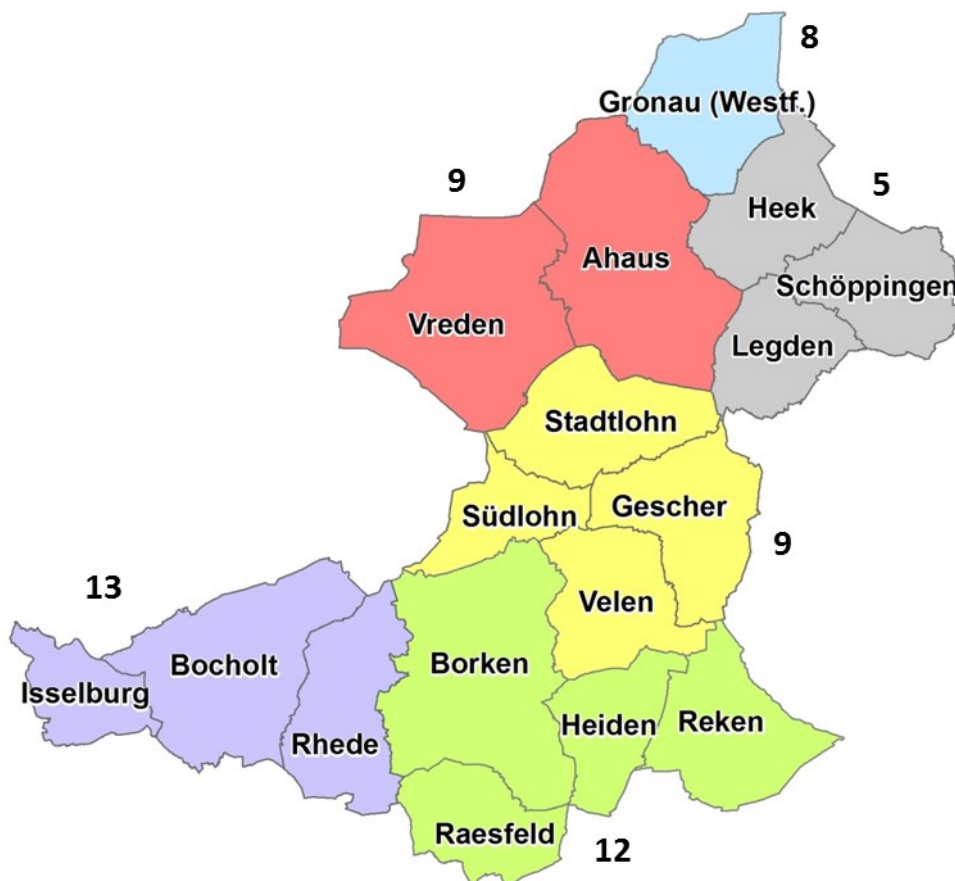 8
Gronau (Westf.)
9
5
Heek
Ahaus
Schöppingen
Vreden
Legden
Stadtlohn
Südlohn
Gescher
9
13
Velen
Bocholt
Borken
Isselburg
Heiden
Reken
Rhede
Raesfeld
12